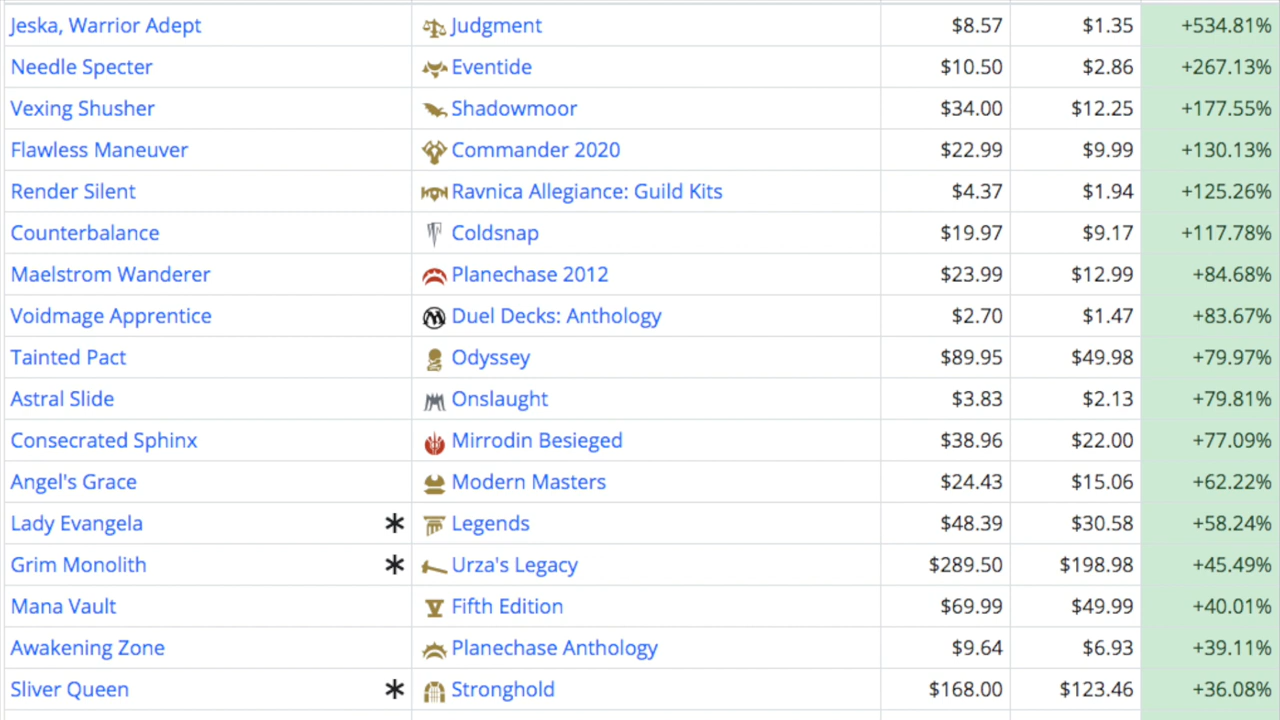 Jeska, Warrior Adept Judgment $8.57 $1.35 +534.81%
Needle Specter Eventide $10.50 $2.86 +267.13%
Vexing Shusher Shadowmoor $34.00 $12.25 +177.55%
Flawless Maneuver Commander 2020 $22.99 $9.99 +130.13%
Render Silent Ravnica Allegiance: Guild Kits $4.37 $1.94 +125.26%
Counterbalance Coldsnap $19.97 $9.17 +117.78%
Maelstrom Wanderer Planechase 2012 $23.99 $12.99 +84.68%
Voidmage Apprentice Duel Decks: Anthology $2.70 $1.47 +83.67%
Tainted Pact Odyssey $89.95 $49.98 +79.97%
Astral Slide Onslaught $3.83 $2.13 +79.81%
Consecrated Sphinx Mirrodin Besieged $38.96 $22.00 +77.09%
Angel's Grace Modern Masters $24.43 $15.06 +62.22%
Lady Evangela * Legends $48.39 $30.58 +58.24%
Grim Monolith * Urza's Legacy $289.50 $198.98 +45.49%
Mana Vault Fifth Edition $69.99 $49.99 +40.01%
Awakening Zone Planechase Anthology $9.64 $6.93 +39.11%
Sliver Queen * Stronghold $168.00 $123.46 +36.08%